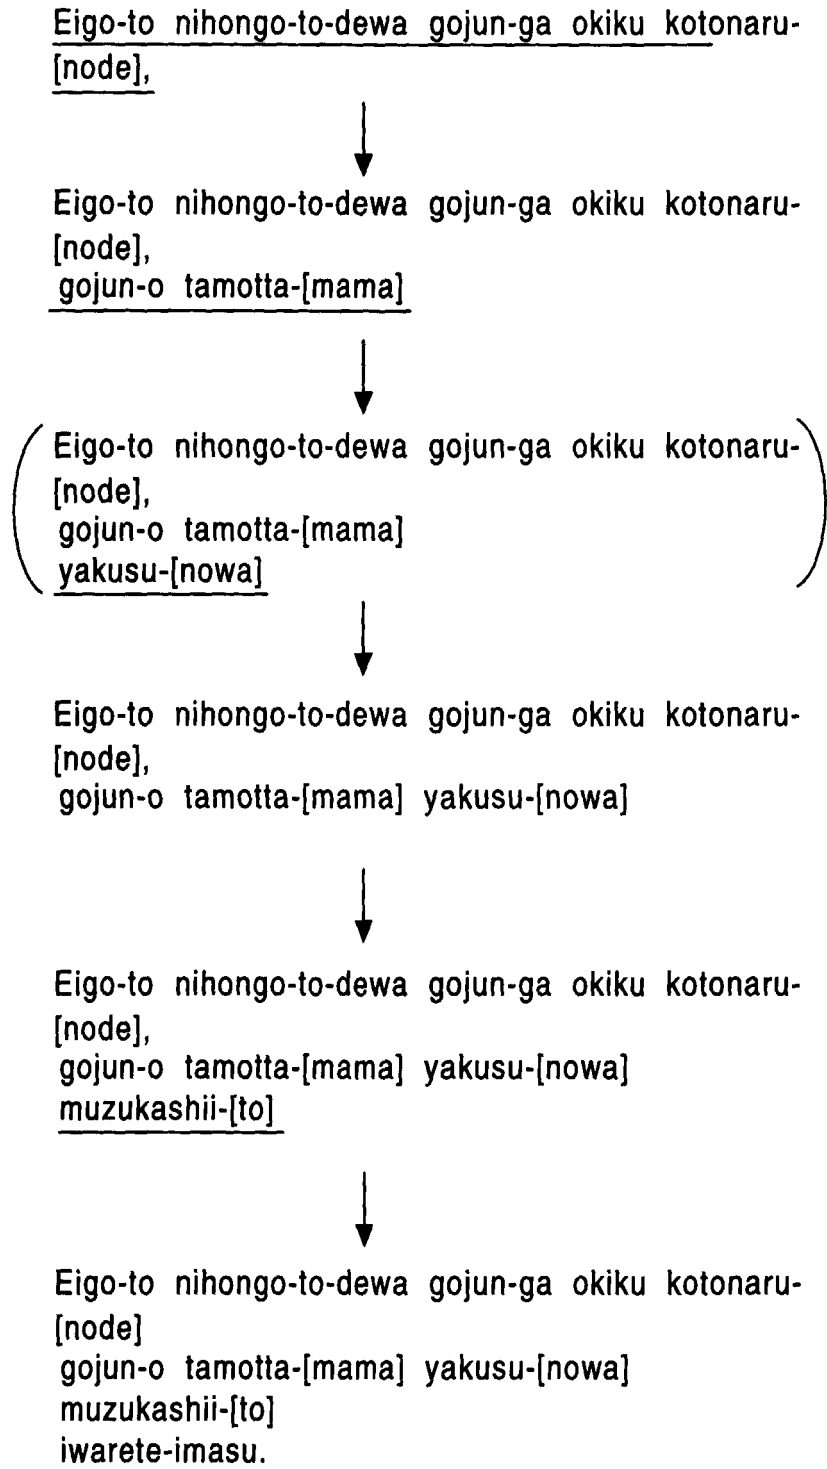 Eigo-to nihongo-to-dewa gojun-ga okiku kotonaru-
[node],
Eigo-to nihongo-to-dewa gojun-ga okiku kotonaru-
[node],
gojun-o tamotta-[mama]
Eigo-to nihongo-to-dewa gojun-ga okiku kotonaru-
[node],
gojun-o tamotta-[mama]
yakusu-[nowa]
Eigo-to nihongo-to-dewa gojun-ga okiku kotonaru-
[node],
gojun-o tamotta-[mama] yakusu-[nowa]
Eigo-to nihongo-to-dewa gojun-ga okiku kotonaru-
[node],
gojun-o tamotta-[mama] yakusu-[nowa]
muzukashii-[to]
Eigo-to nihongo-to-dewa gojun-ga okiku kotonaru-
[node]
gojun-o tamotta-[mama] yakusu-[nowa]
muzukashii-[to]
iwarete-imasu.